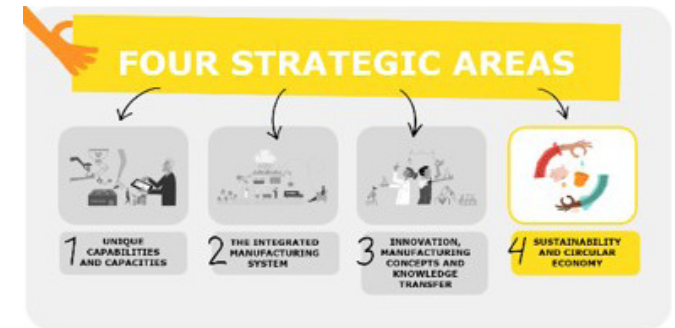 FOUR STRATEGIC AREAS
1 UNIQUE
CAPABILITIES
AND CAPACITIES
2 THE INTEGRATED
MANUFACTURING
SYSTEM
3 INNOVATION,
MANUFACTURING
CONCEPTS AND
KNOWLEDGE
TRANSFER
4 SUSTAINABILITY
AND CIRCULAR
ECONOMY